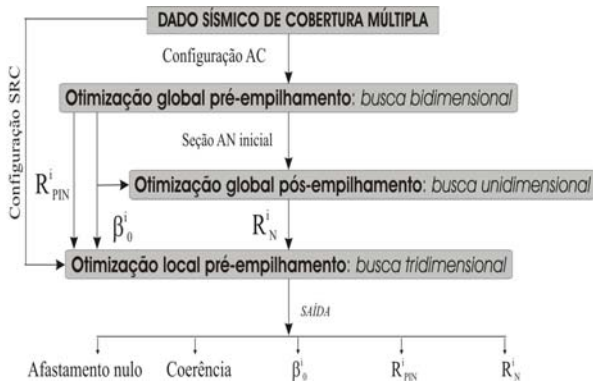 DADO SÍSMICO DE COBERTURA MÚLTIPLA
Configuração AC
Configuração SRC
Otimização global pré-empilhamento: busca bidimensional
Seção AN inicial
R^i_PIN
Otimização global pós-empilhamento: busca unidimensional
β^i_0
R^i_N
Otimização local pré-empilhamento: busca tridimensional
SAÍDA
Afastamento nulo Coerência β^i_0 R^i_PIN R^i_N